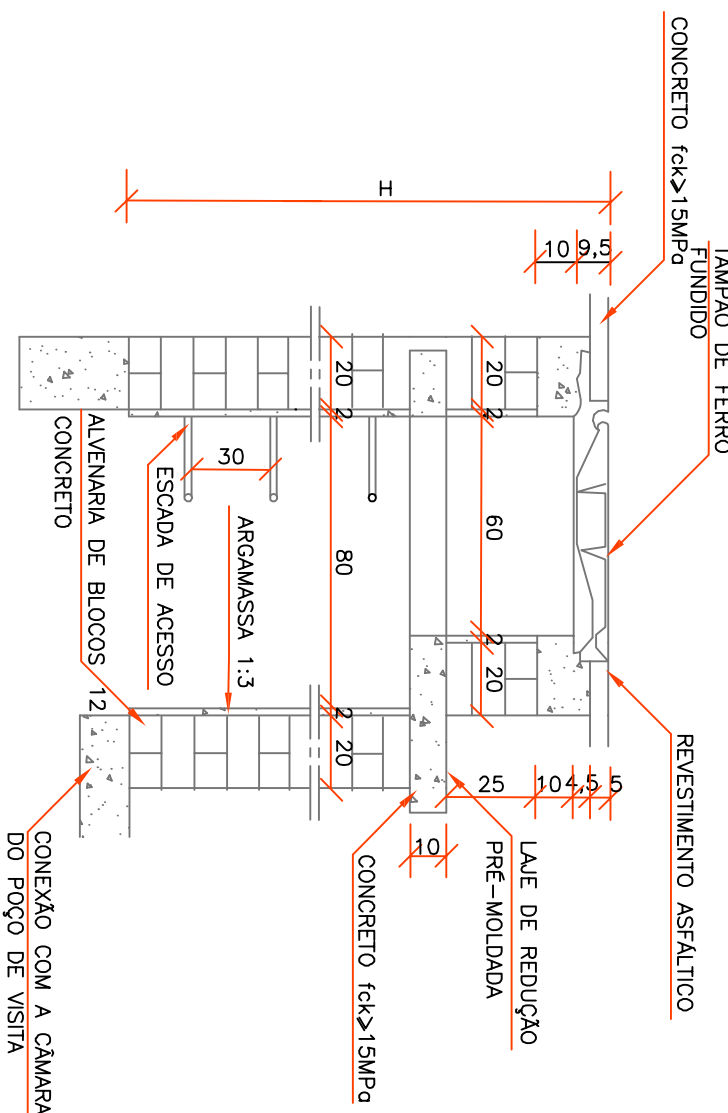 CONCRETO fck>15MPa
TAMPÃO DE FERRO
FUNDIDO
REVESTIMENTO ASFÁLTICO
H
10
9,5
20
2
60
2
20
25
10
4,5
5
LAJE DE REDUÇÃO
PRÉ-MOLDADA
10
20
2
80
2
20
CONCRETO fck>15MPa
30
ARGAMASSA 1:3
ESCADA DE ACESSO
ALVENARIA DE BLOCOS
CONCRETO
12
CONEXÃO COM A CÂMARA
DO POÇO DE VISITA